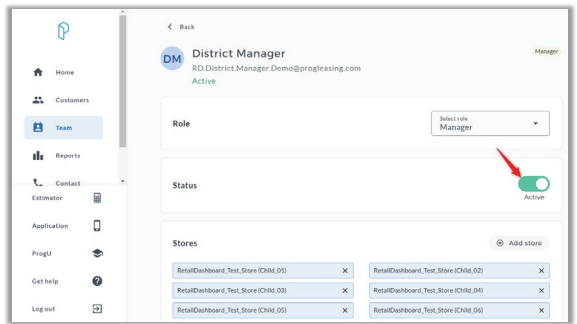 Back
DM
District Manager
RD.District.Manager.Demo@progleasing.com
Active
Manager
Home
Customers
Team
Reports
Contact
Estimator
Application
ProgU
Get help
Log out
Role
Select role
Manager
Status
Active
Stores
Add store
RetailDashboard_Test_Store (Child_01)
RetailDashboard_Test_Store (Child_02)
RetailDashboard_Test_Store (Child_03)
RetailDashboard_Test_Store (Child_04)
RetailDashboard_Test_Store (Child_05)
RetailDashboard_Test_Store (Child_06)